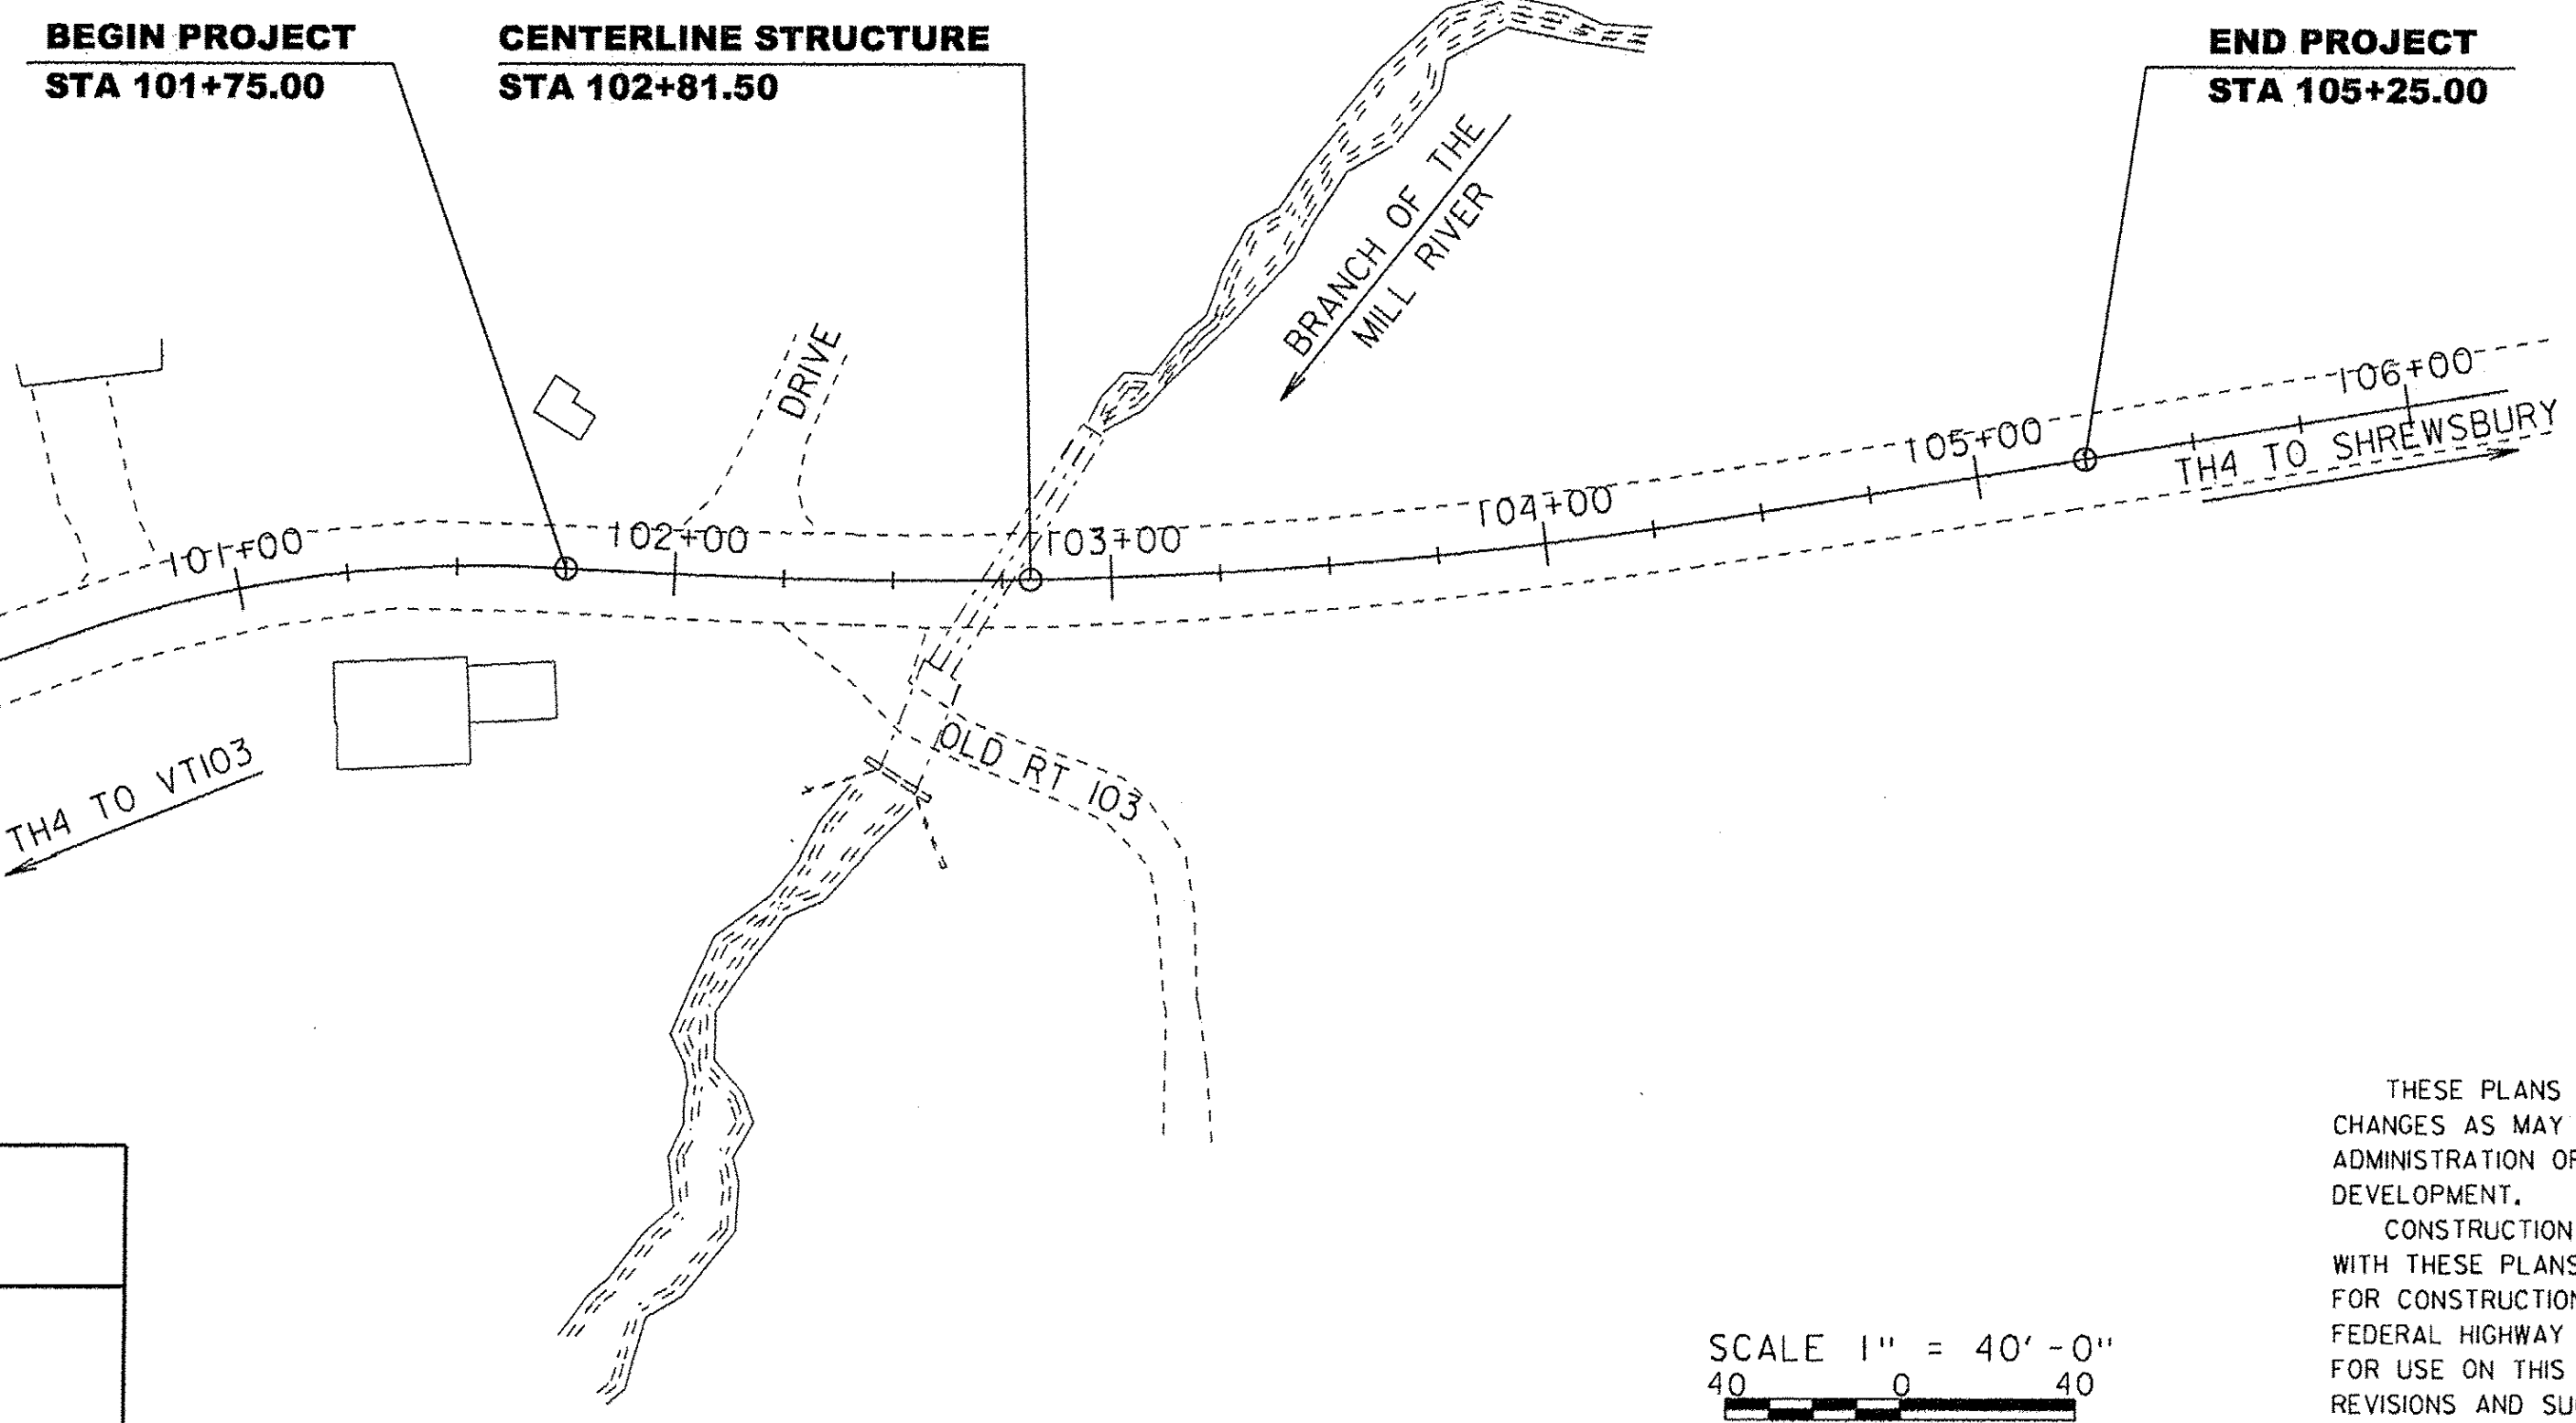 BEGIN PROJECT
STA 101+75.00
CENTERLINE STRUCTURE
STA 102+81.50
END PROJECT
STA 105+25.00
BRANCH OF THE
MILL RIVER
DRIVE
101+00
102+00
103+00
104+00
105+00
106+00
TH4 TO SHREWSBURY
TH4 TO VT103
OLD RT 103
SCALE 1" = 40'-0"
40 0 40
THESE PLANS
CHANGES AS MAY
ADMINISTRATION OF
DEVELOPMENT.
CONSTRUCTION
WITH THESE PLANS
FOR CONSTRUCTION
FEDERAL HIGHWAY
FOR USE ON THIS
REVISIONS AND SU